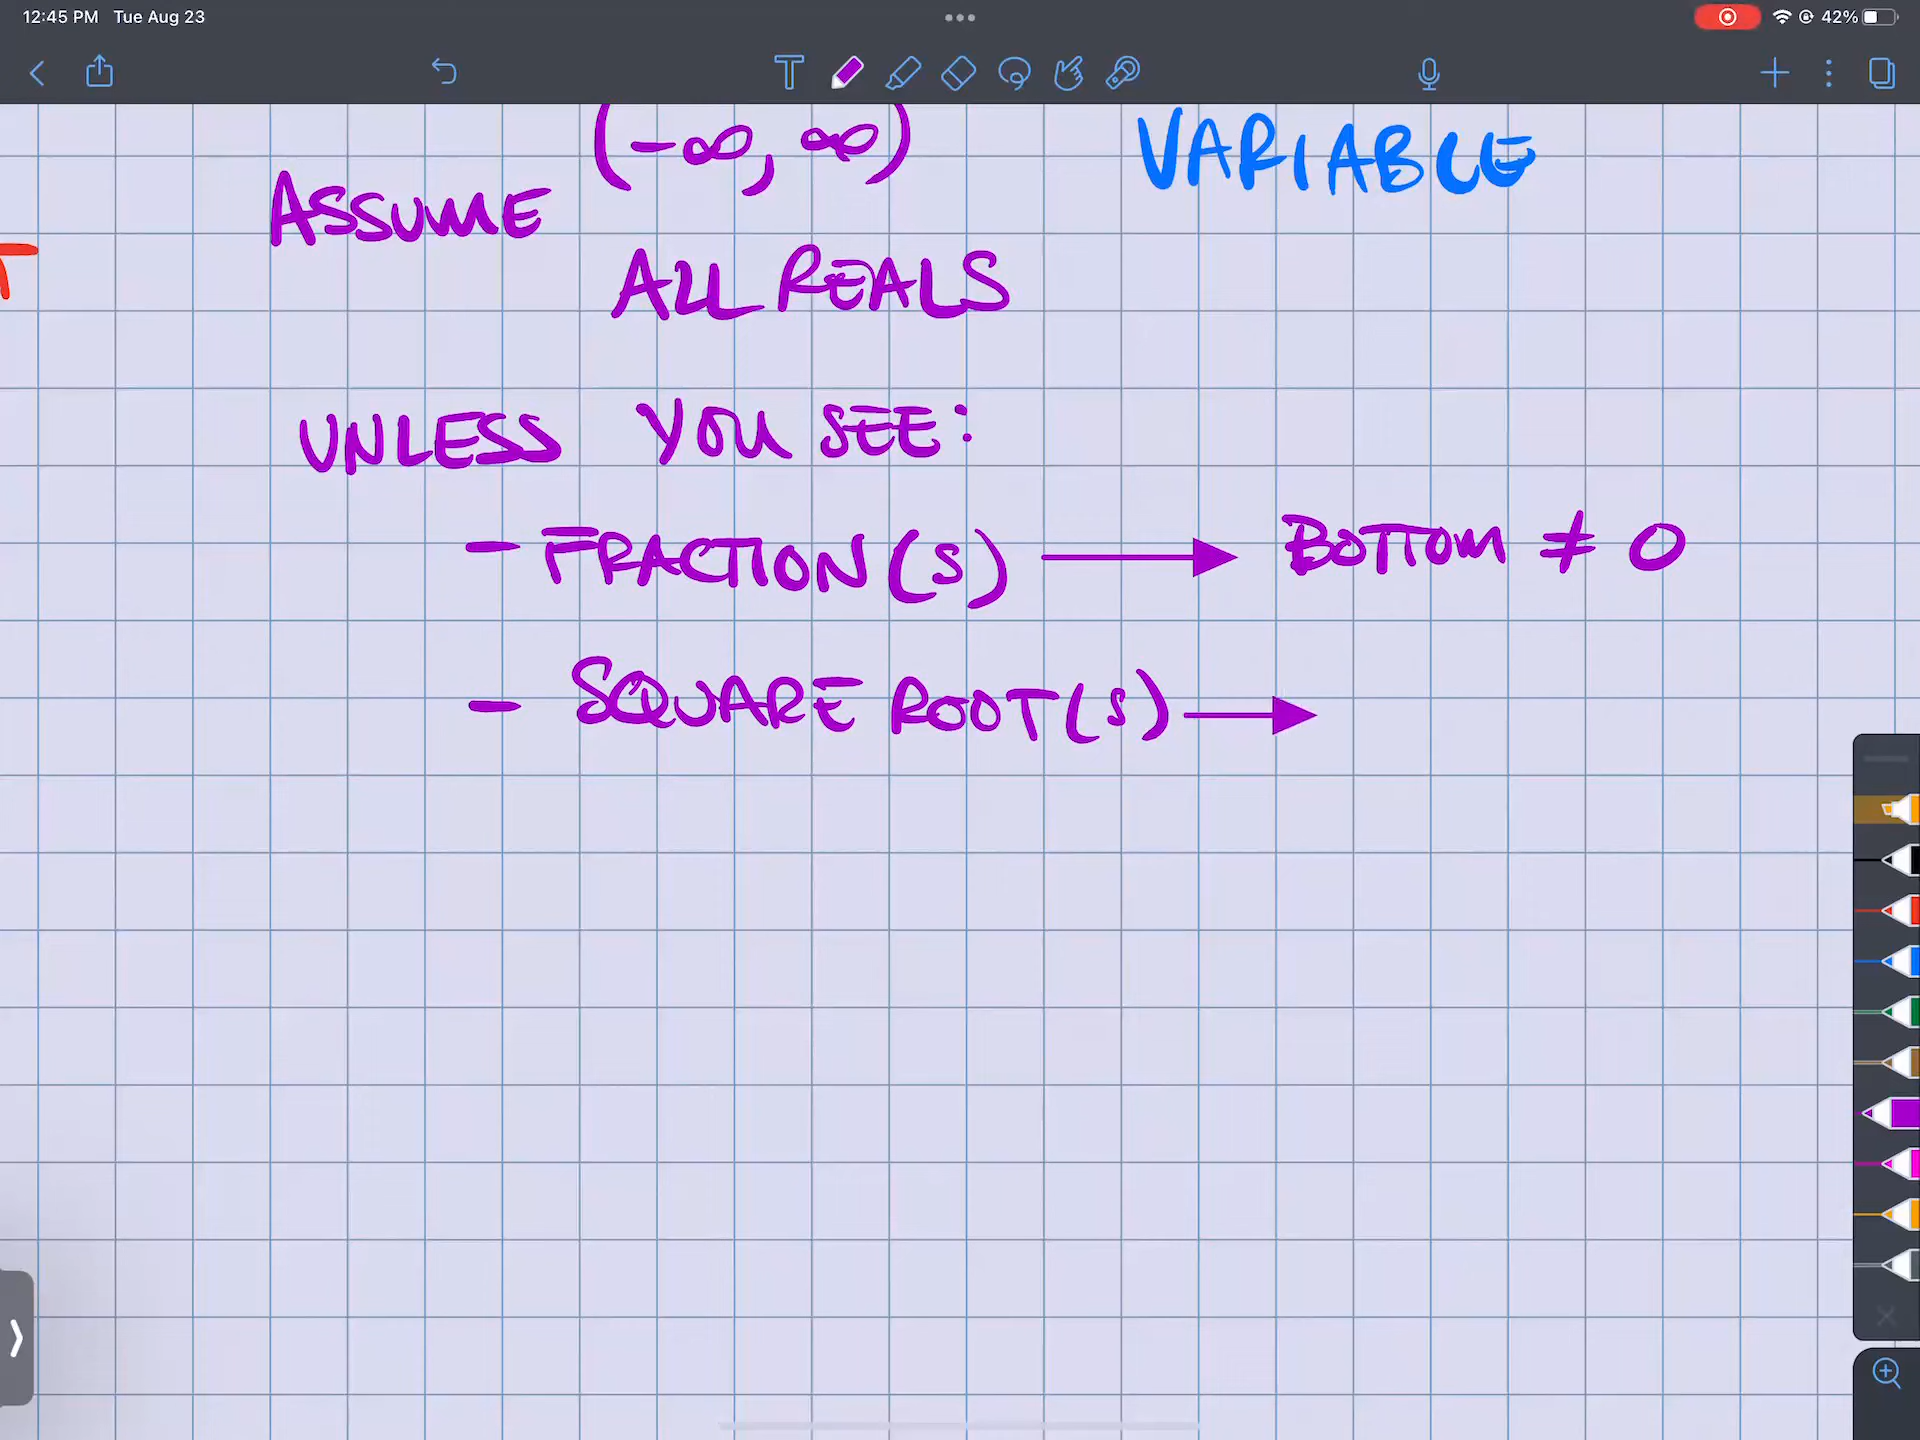 12:45 PM Tue Aug 23
42%
(-∞, ∞)
VARIABLE
ASSUME
T
ALL REALS
UNLESS YOU SEE:
- FRACTION(S) → BOTTOM ≠ 0
- SQUARE ROOT(S) →